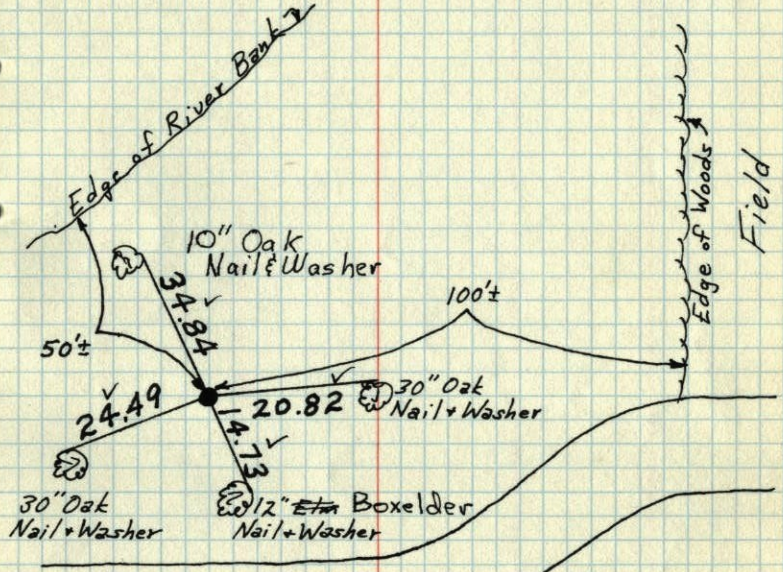 Edge of River Bank
10" Oak
Nail & Washer
34.84 ✓
50'±
100'±
Edge of Woods
Field
24.49 ✓
20.82 ✓
30" Oak
Nail + Washer
14.73 ✓
30" Oak
Nail + Washer
12" Elm Boxelder
Nail + Washer